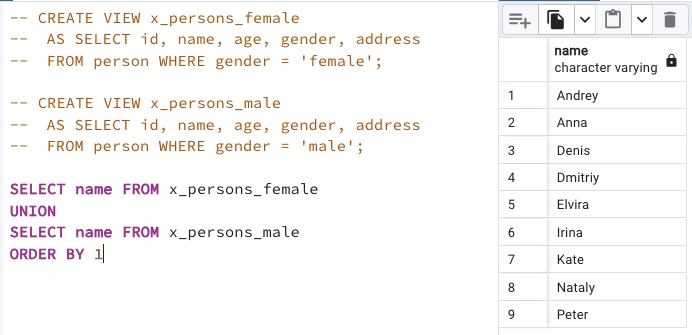 -- CREATE VIEW x_persons_female
--  AS SELECT id, name, age, gender, address
--  FROM person WHERE gender = 'female';
-- CREATE VIEW x_persons_male
--  AS SELECT id, name, age, gender, address
--  FROM person WHERE gender = 'male';
SELECT name FROM x_persons_female
UNION
SELECT name FROM x_persons_male
ORDER BY 1
name
character varying
1 Andrey
2 Anna
3 Denis
4 Dmitriy
5 Elvira
6 Irina
7 Kate
8 Nataly
9 Peter